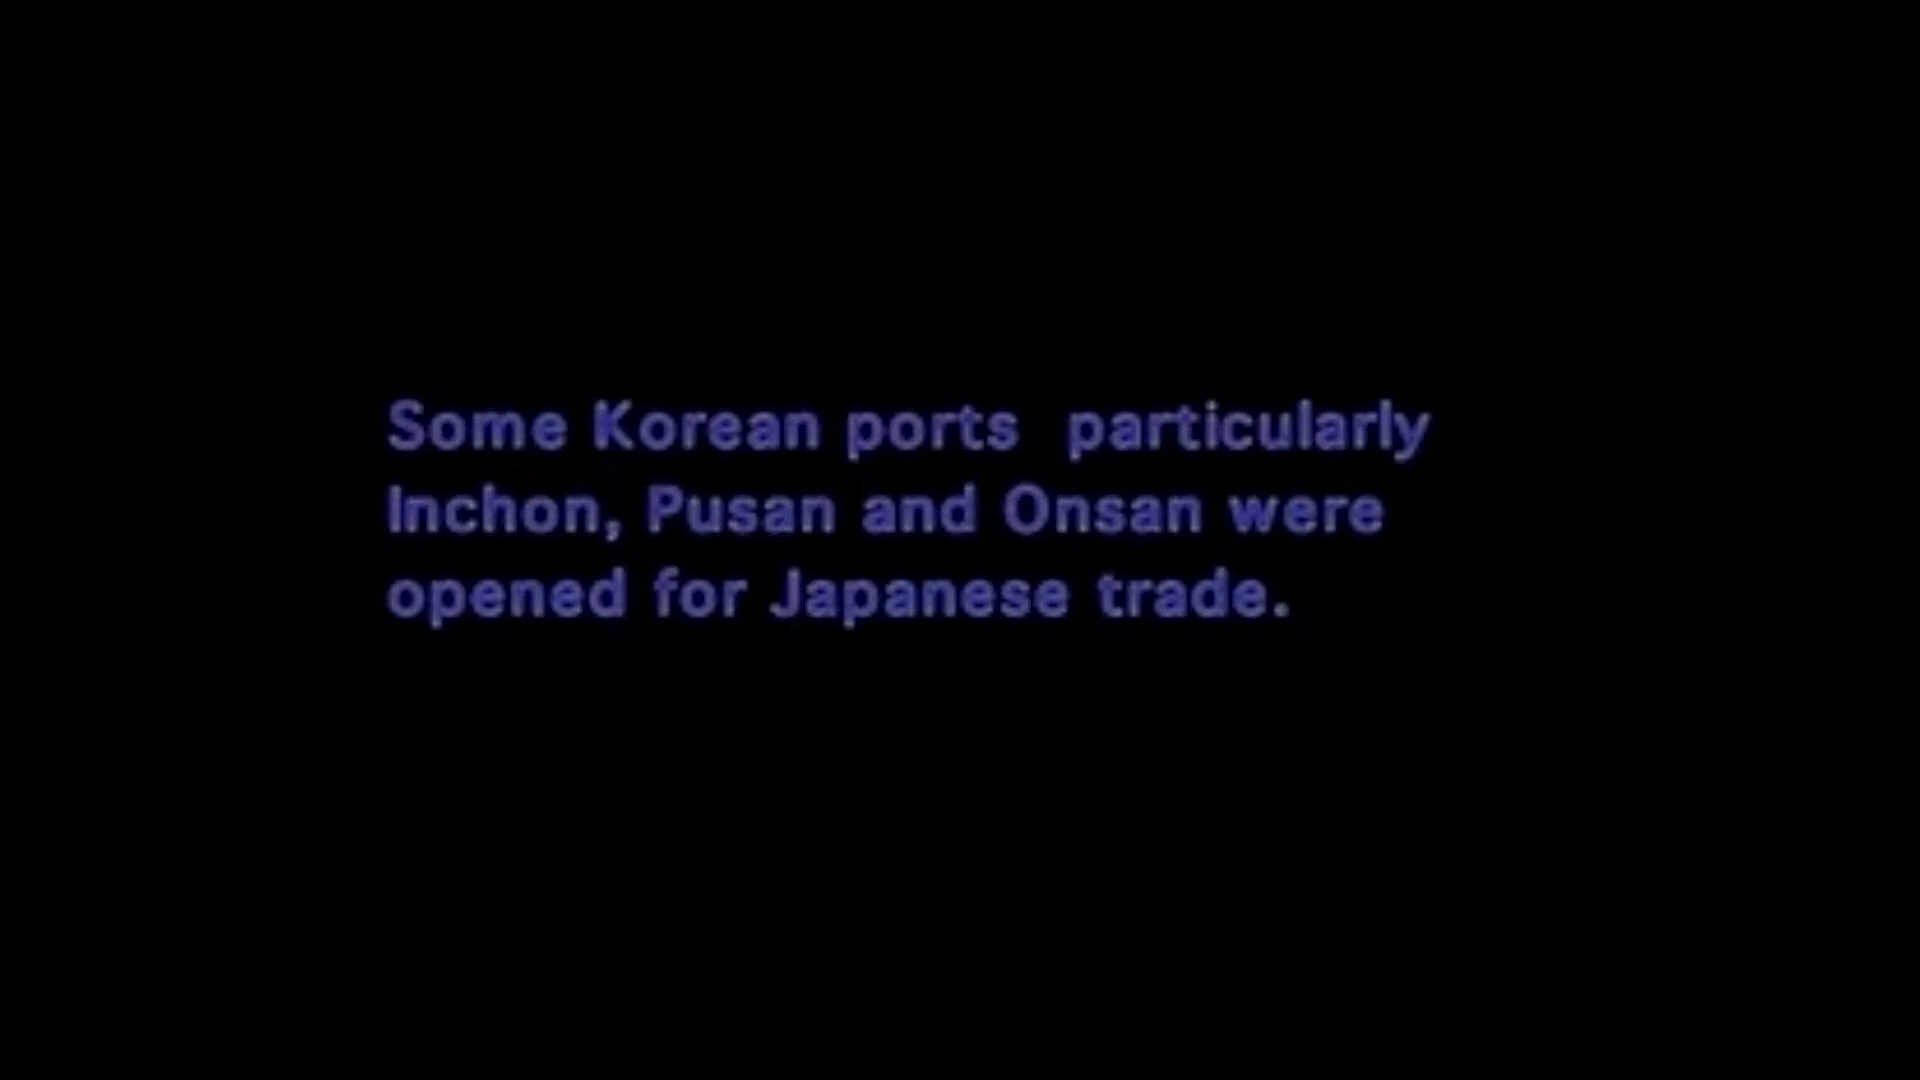 Some Korean ports  particularly
Inchon, Pusan and Onsan were
opened for Japanese trade.